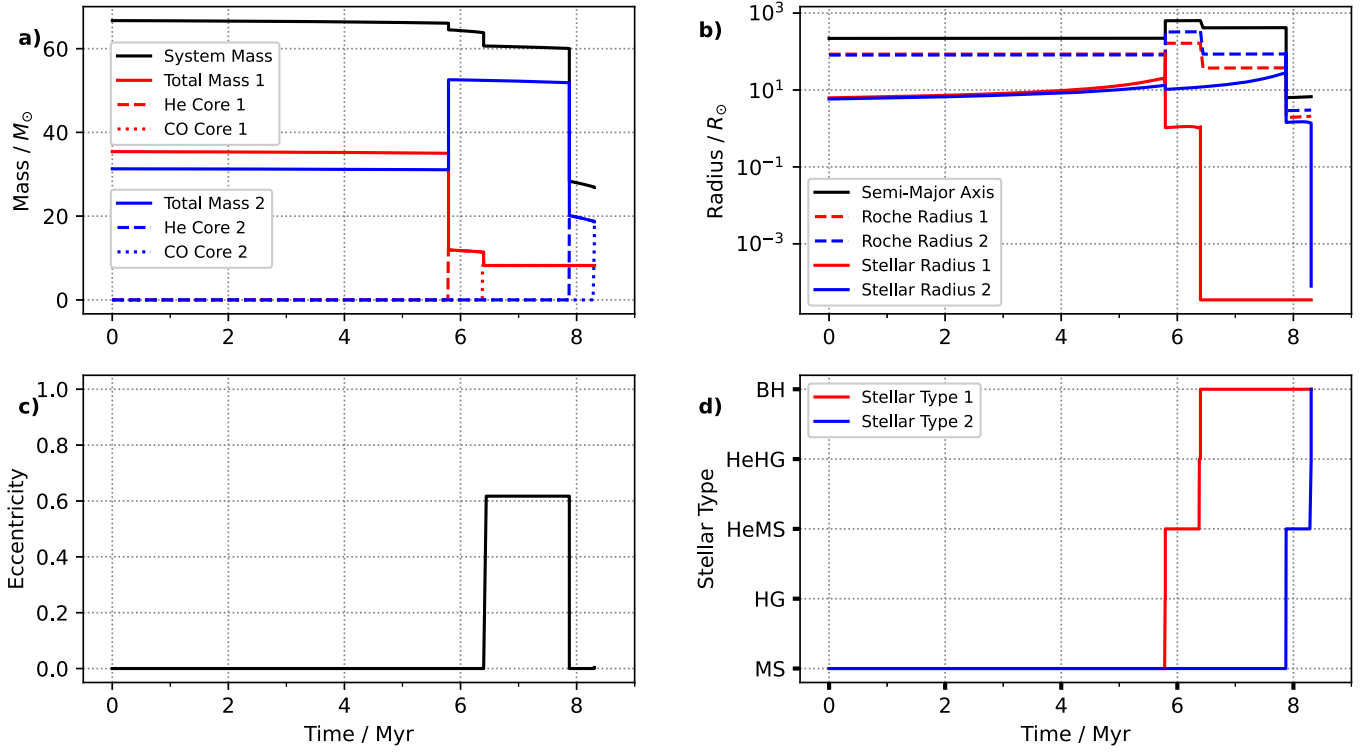 a)
Mass / M⊙
60
40
20
0
System Mass
Total Mass 1
He Core 1
CO Core 1
Total Mass 2
He Core 2
CO Core 2
0 2 4 6 8
b)
Radius / R⊙
10³
10¹
10⁻¹
10⁻³
Semi-Major Axis
Roche Radius 1
Roche Radius 2
Stellar Radius 1
Stellar Radius 2
0 2 4 6 8
c)
Eccentricity
1.0
0.8
0.6
0.4
0.2
0.0
0 2 4 6 8
Time / Myr
d)
Stellar Type
BH
HeHG
HeMS
HG
MS
Stellar Type 1
Stellar Type 2
0 2 4 6 8
Time / Myr